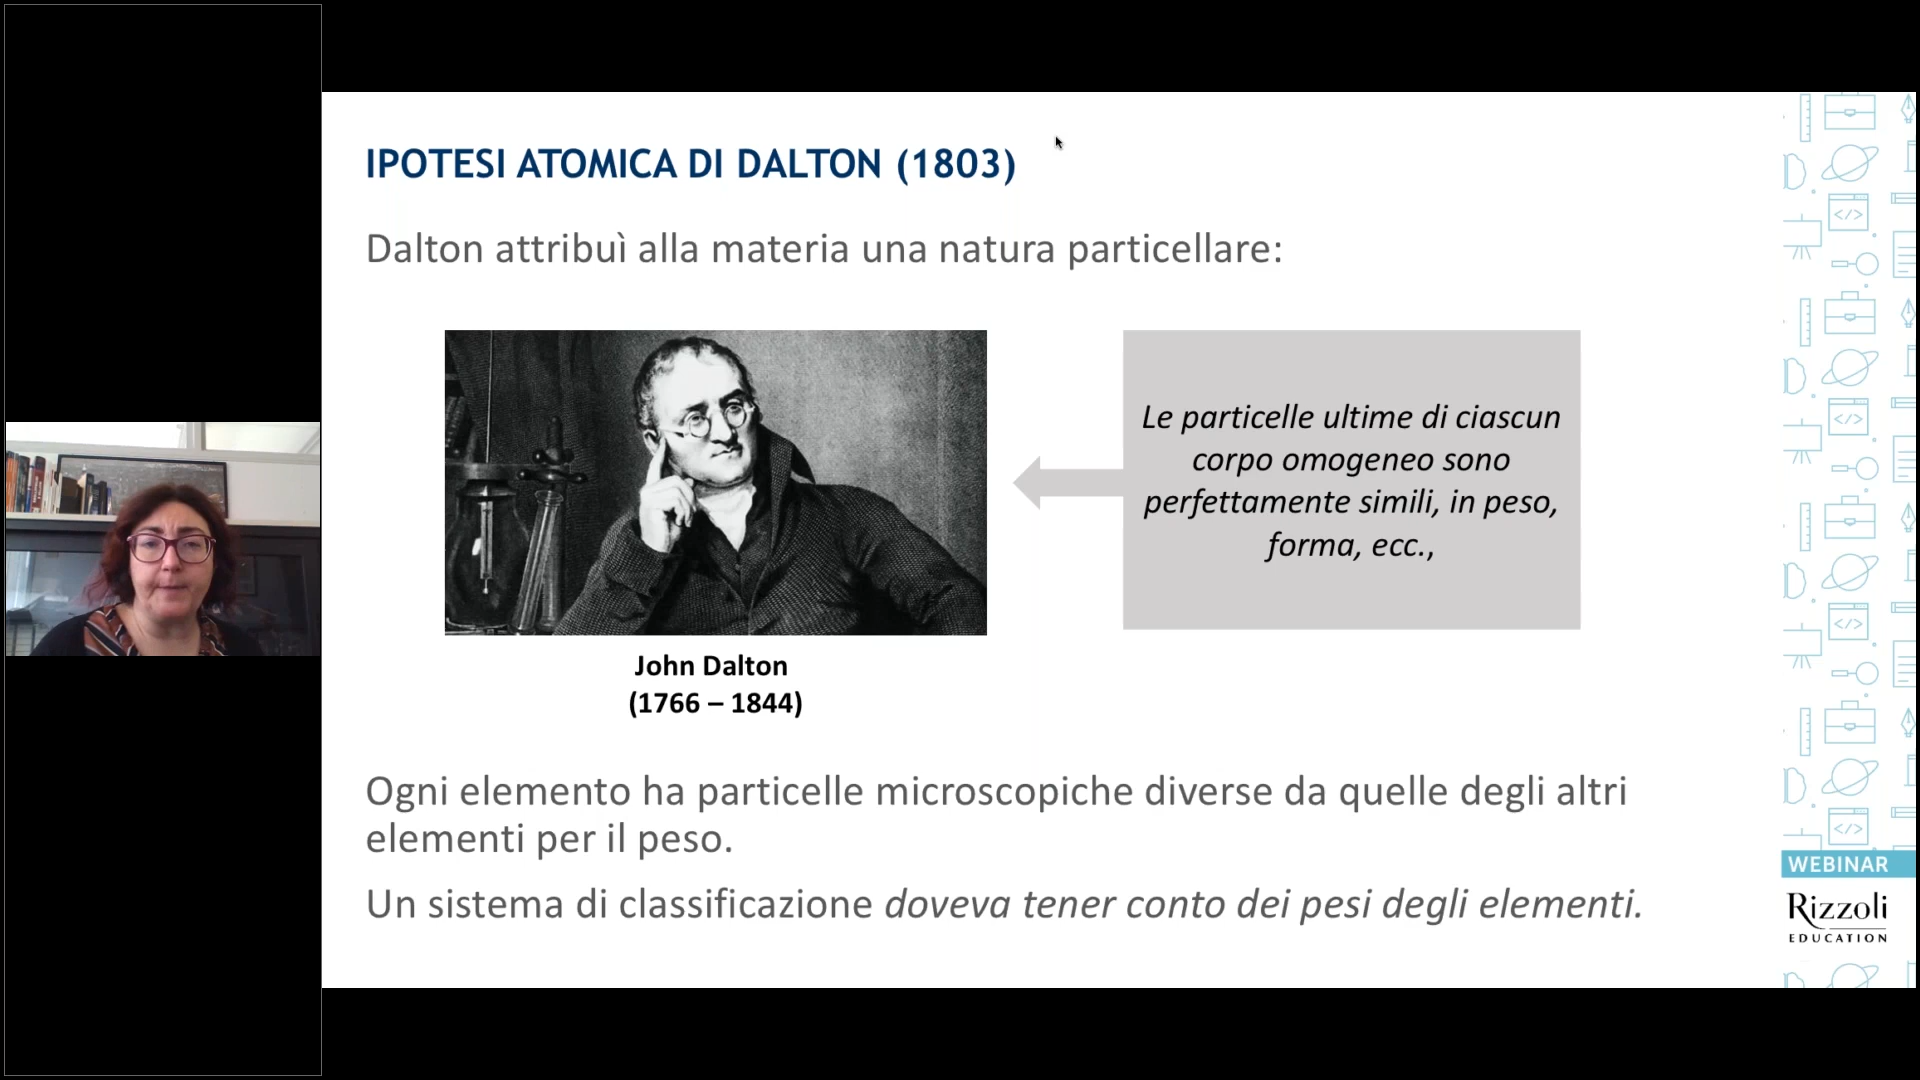 IPOTESI ATOMICA DI DALTON (1803)
Dalton attribuì alla materia una natura particellare:
Le particelle ultime di ciascun
corpo omogeneo sono
perfettamente simili, in peso,
forma, ecc.,
John Dalton
(1766 – 1844)
Ogni elemento ha particelle microscopiche diverse da quelle degli altri
elementi per il peso.
Un sistema di classificazione doveva tener conto dei pesi degli elementi.
WEBINAR
Rizzoli
EDUCATION